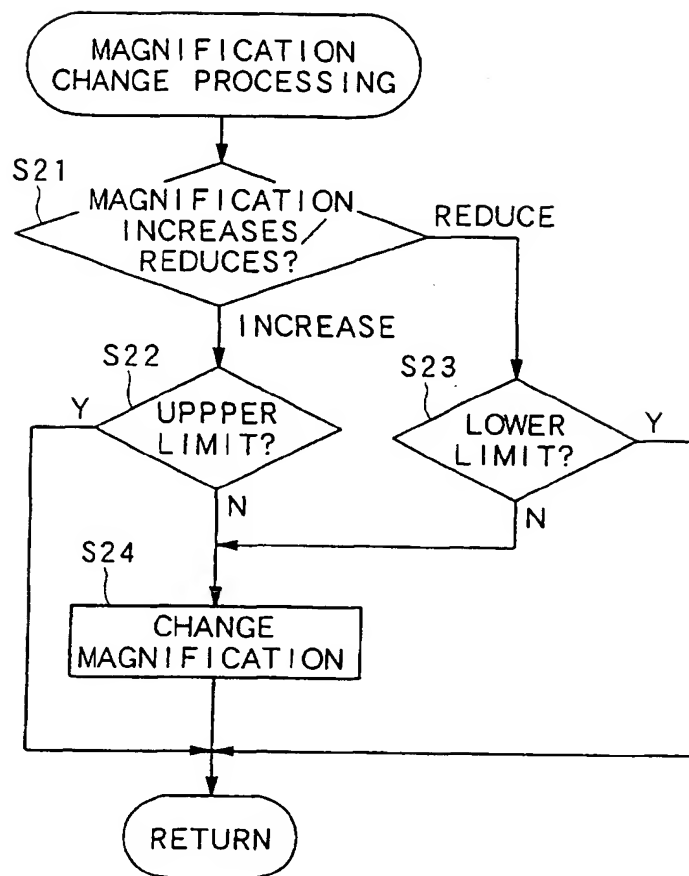 MAGNIFICATION
CHANGE PROCESSING
S21
MAGNIFICATION
INCREASES/
REDUCES?
REDUCE
INCREASE
S22
S23
Y
UPPPER
LIMIT?
LOWER
LIMIT?
Y
N
N
S24
CHANGE
MAGNIFICATION
RETURN